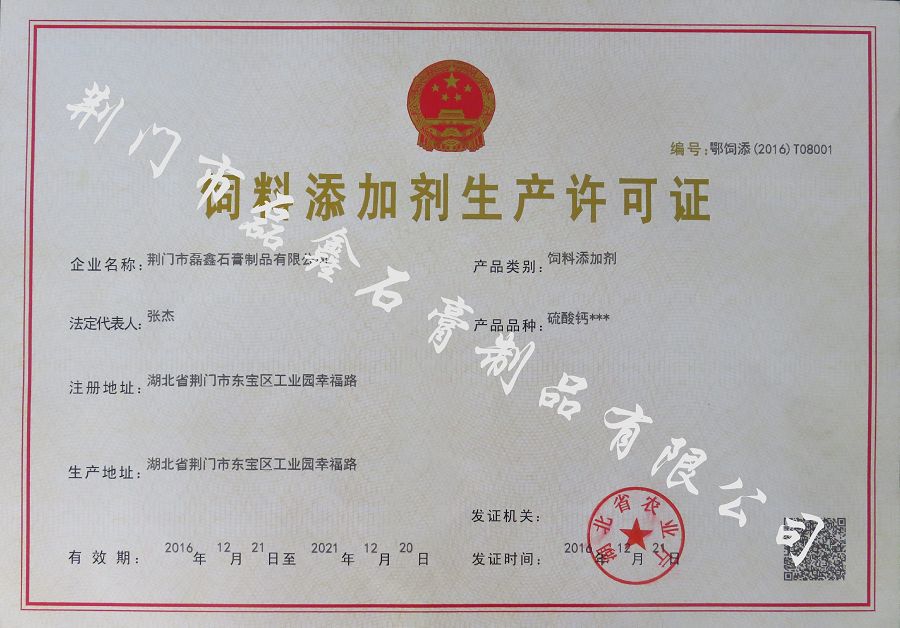 编号:鄂饲添(2016)T08001
饲料添加剂生产许可证
企业名称:荆门市磊鑫石膏制品有限公司
产品类别:饲料添加剂
法定代表人:张杰
产品品种:硫酸钙***
注册地址:湖北省荆门市东宝区工业园幸福路
生产地址:湖北省荆门市东宝区工业园幸福路
发证机关:
湖北省农业厅
有效期:2016年12月21日至2021年12月20日
发证时间:2016年12月21日
荆门市磊鑫石膏制品有限公司